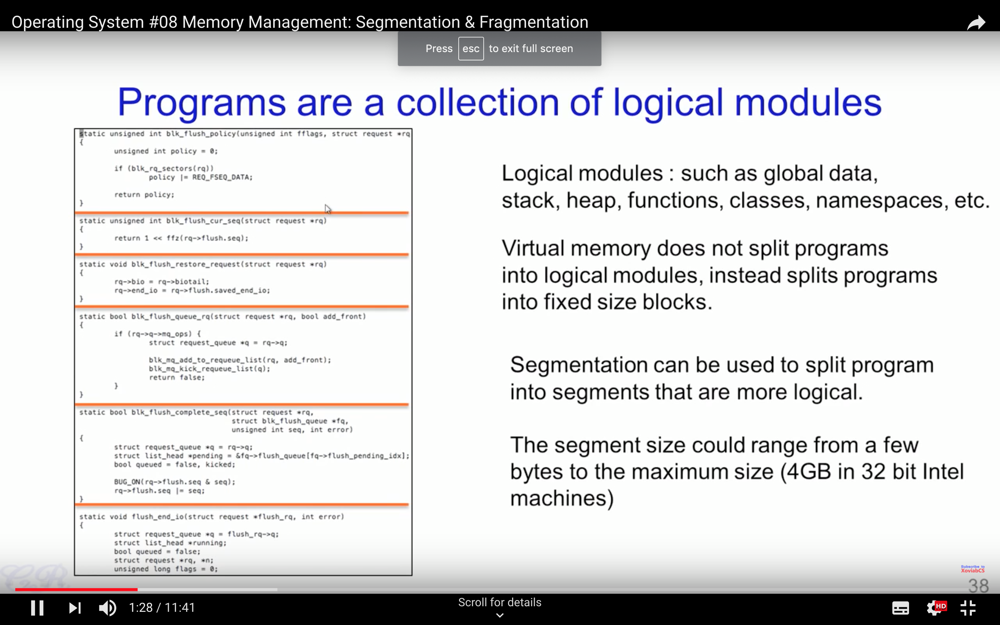 Operating System #08 Memory Management: Segmentation & Fragmentation
Press esc to exit full screen
Programs are a collection of logical modules
static unsigned int blk_flush_policy(unsigned int fflags, struct request *rq
{
unsigned int policy = 0;
if (blk_rq_sectors(rq))
policy |= REQ_FSEQ_DATA;
return policy;
}
static unsigned int blk_flush_cur_seq(struct request *rq)
{
return 1 << ffz(rq->flush.seq);
}
static void blk_flush_restore_request(struct request *rq)
{
rq->bio = rq->biotail;
rq->end_io = rq->flush.saved_end_io;
}
static bool blk_flush_queue_rq(struct request *rq, bool add_front)
{
if (rq->q->mq_ops) {
struct request_queue *q = rq->q;
blk_mq_add_to_requeue_list(rq, add_front);
blk_mq_kick_requeue_list(q);
return false;
}
}
static bool blk_flush_complete_seq(struct request *rq,
struct blk_flush_queue *fq,
unsigned int seq, int error)
{
struct request_queue *q = rq->q;
struct list_head *pending = &fq->flush_queue[fq->flush_pending_idx];
bool queued = false, kicked;
BUG_ON(rq->flush.seq & seq);
rq->flush.seq |= seq;
}
static void flush_end_io(struct request *flush_rq, int error)
{
struct request_queue *q = flush_rq->q;
struct list_head *running;
bool queued = false;
struct request *rq, *n;
unsigned long flags = 0;
Logical modules : such as global data,
stack, heap, functions, classes, namespaces, etc.
Virtual memory does not split programs
into logical modules, instead splits programs
into fixed size blocks.
Segmentation can be used to split program
into segments that are more logical.
The segment size could range from a few
bytes to the maximum size (4GB in 32 bit Intel
machines)
Subscribe to
XoviabCS
38
1:28 / 11:41
Scroll for details
HD